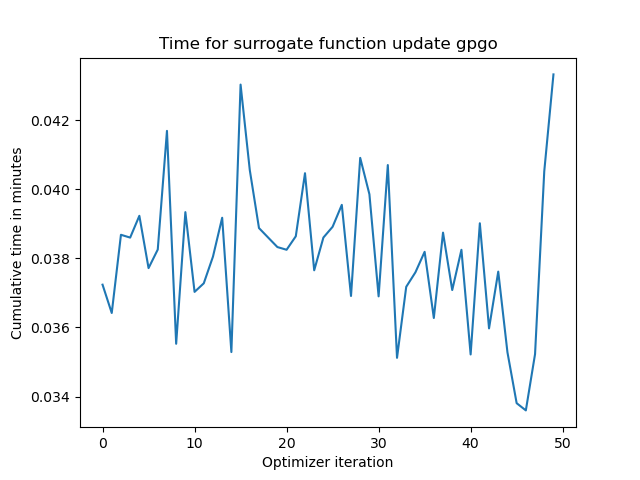 Time for surrogate function update gpgo
0.042
0.040
0.038
0.036
0.034
Cumulative time in minutes
0 10 20 30 40 50
Optimizer iteration